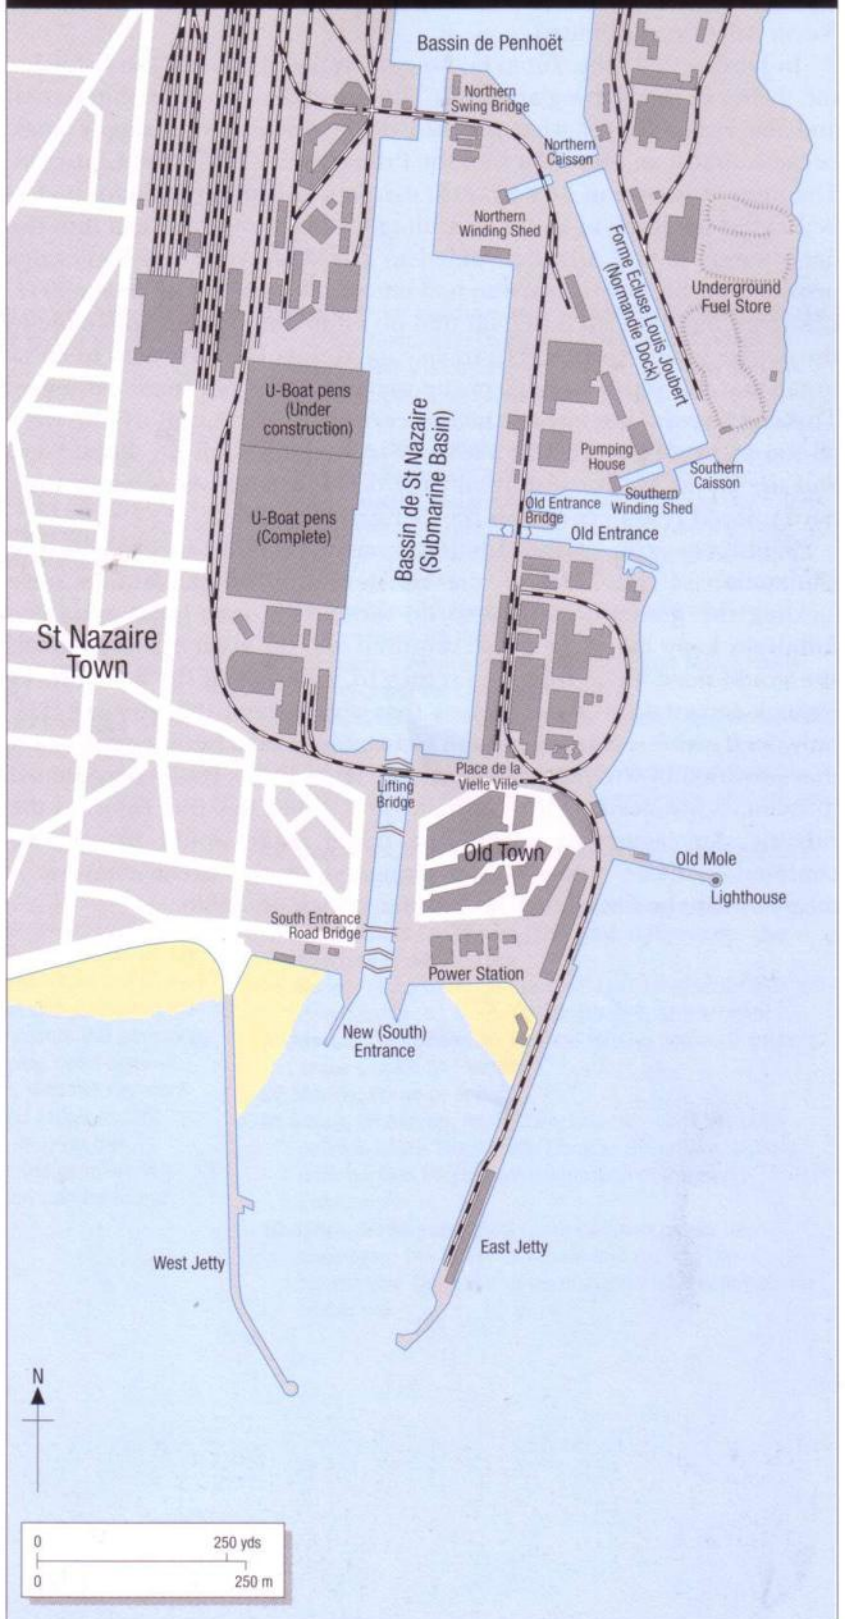 Bassin de Penhoët
Northern
Swing Bridge
Northern
Caisson
Northern
Winding Shed
Forme Ecluse Louis Joubert
(Normandie Dock)
Underground
Fuel Store
U-Boat pens
(Under
construction)
Bassin de St Nazaire
(Submarine Basin)
Pumping
House
Southern
Caisson
Southern
Winding Shed
Old Entrance
Bridge
Old Entrance
U-Boat pens
(Complete)
St Nazaire
Town
Place de la
Vielle Ville
Lifting
Bridge
Old Town
Old Mole
Lighthouse
South Entrance
Road Bridge
Power Station
New (South)
Entrance
West Jetty
East Jetty
N
0 250 yds
0 250 m